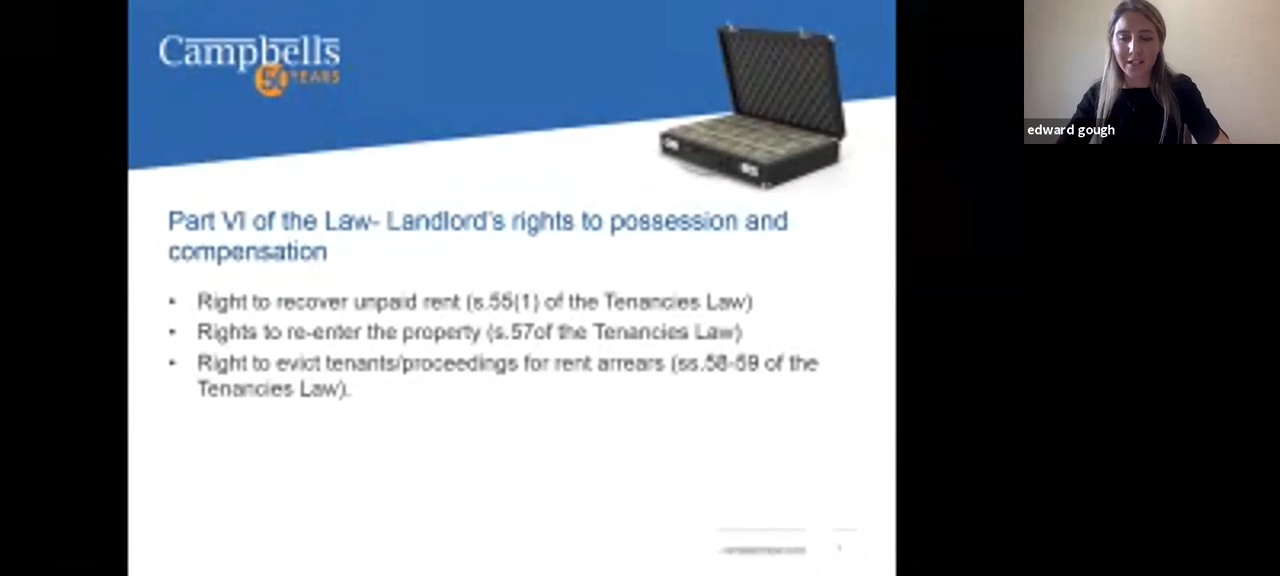 Campbells
50 YEARS
edward gough
Part VI of the Law- Landlord's rights to possession and
compensation
• Right to recover unpaid rent (s.55(1) of the Tenancies Law)
• Rights to re-enter the property (s.57of the Tenancies Law)
• Right to evict tenants/proceedings for rent arrears (ss.58-59 of the
Tenancies Law).